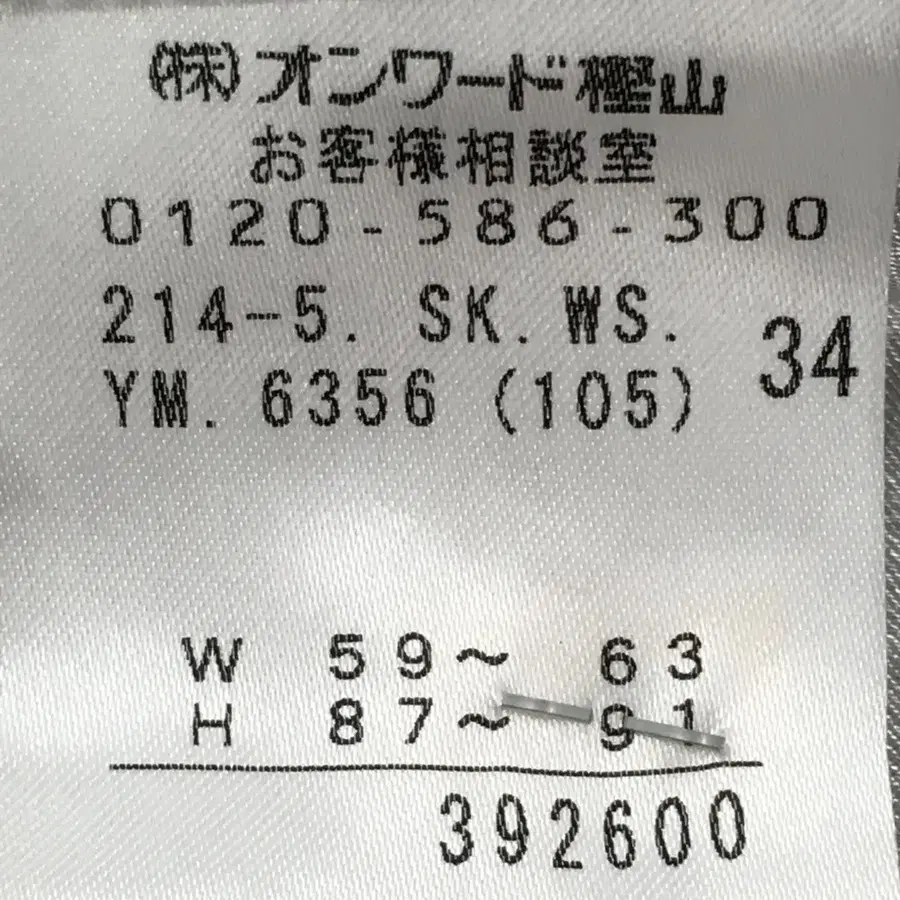 (株)オンワード樫山
お客様相談室
0120-586-300
214-5. SK. WS.
YM. 6356 (105) 34
W 59~ 63
H 87~ 91
392600